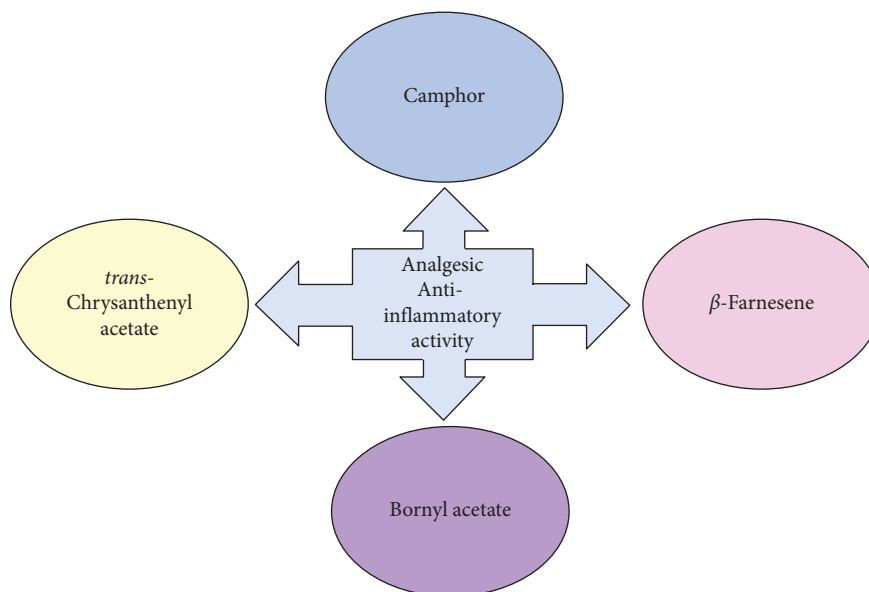 Camphor
trans-
Chrysanthenyl
acetate
Analgesic
Anti-
inflammatory
activity
β-Farnesene
Bornyl acetate